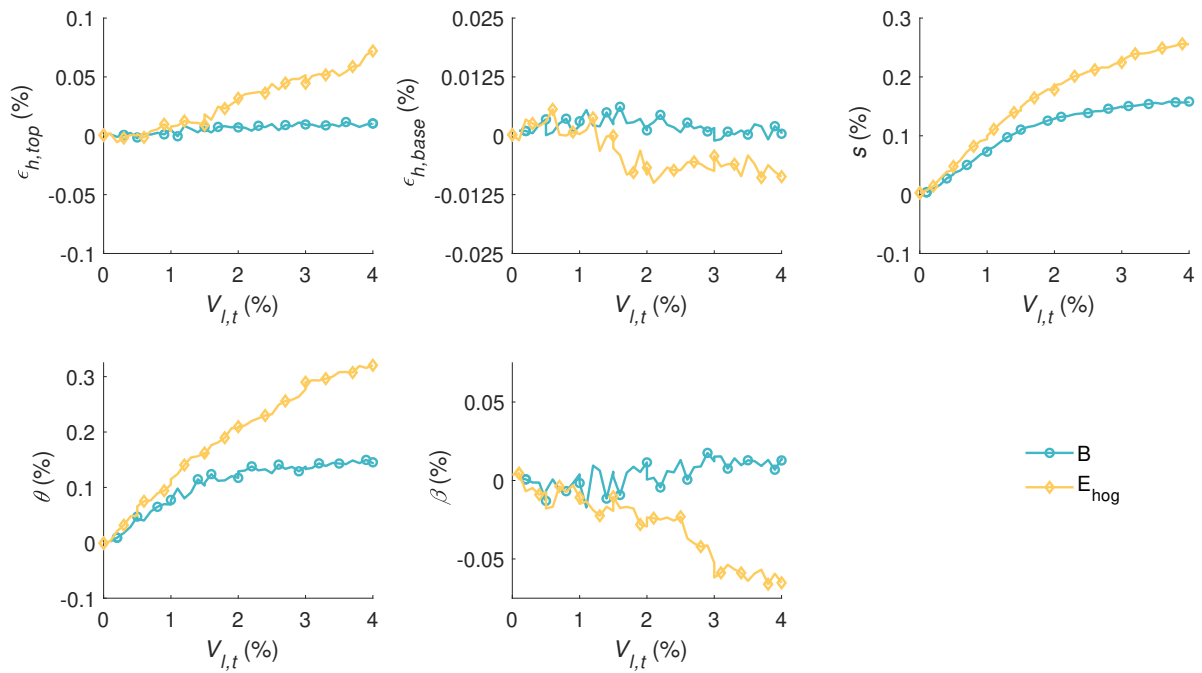 0.1
0.05
0
-0.05
-0.1
ϵh,top (%)
0 1 2 3 4
Vl,t (%)
0.025
0.0125
0
-0.0125
-0.025
ϵh,base (%)
0 1 2 3 4
Vl,t (%)
0.3
0.2
0.1
0
-0.1
s (%)
0 1 2 3 4
Vl,t (%)
0.3
0.2
0.1
0
-0.1
θ (%)
0 1 2 3 4
Vl,t (%)
0.05
0
-0.05
β (%)
0 1 2 3 4
Vl,t (%)
B
Ehog